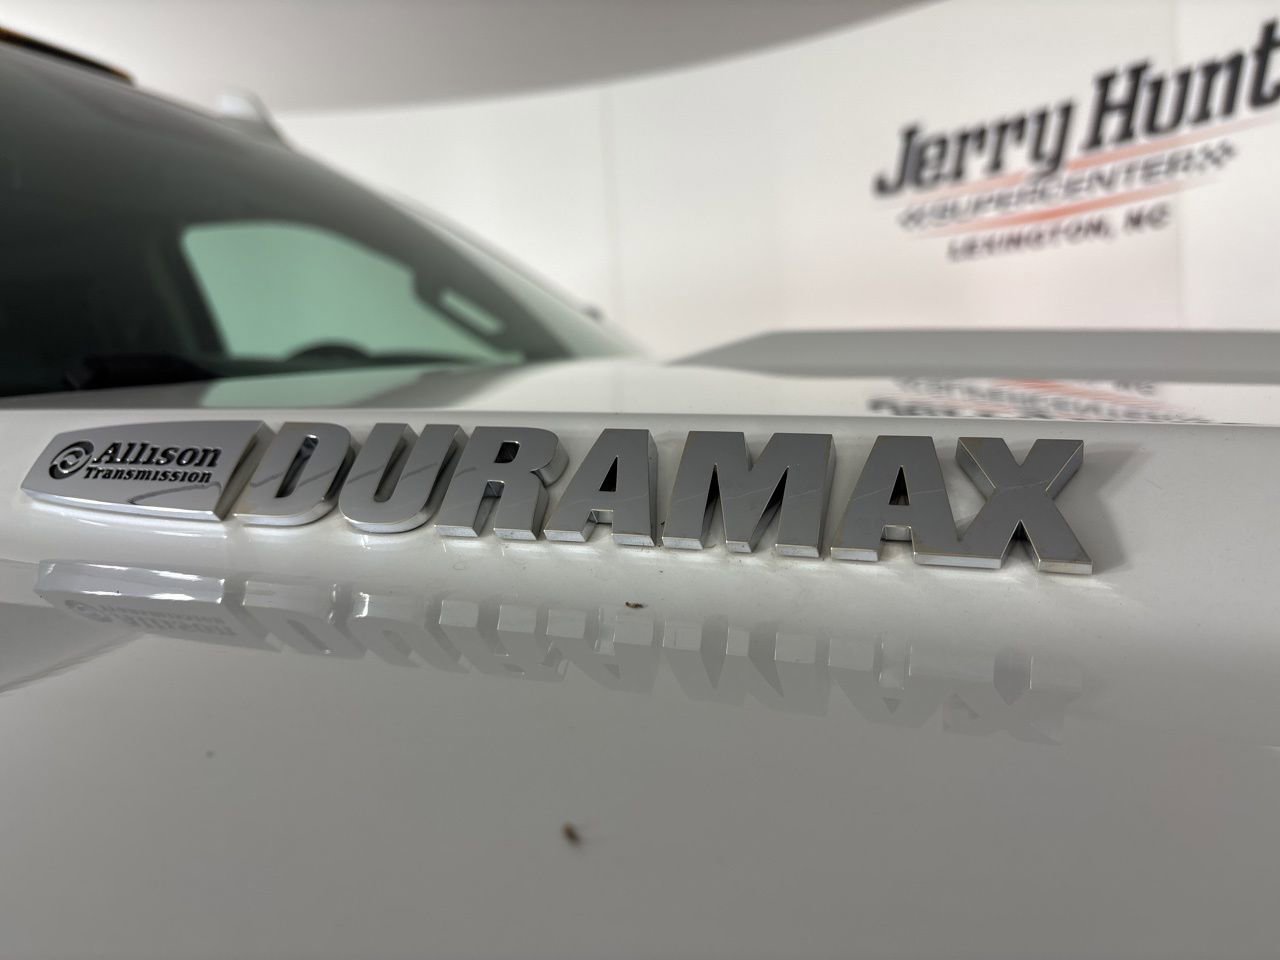 Jerry Hunt
SUPERCENTER
LEXINGTON, NC
Allison
Transmission
DURAMAX